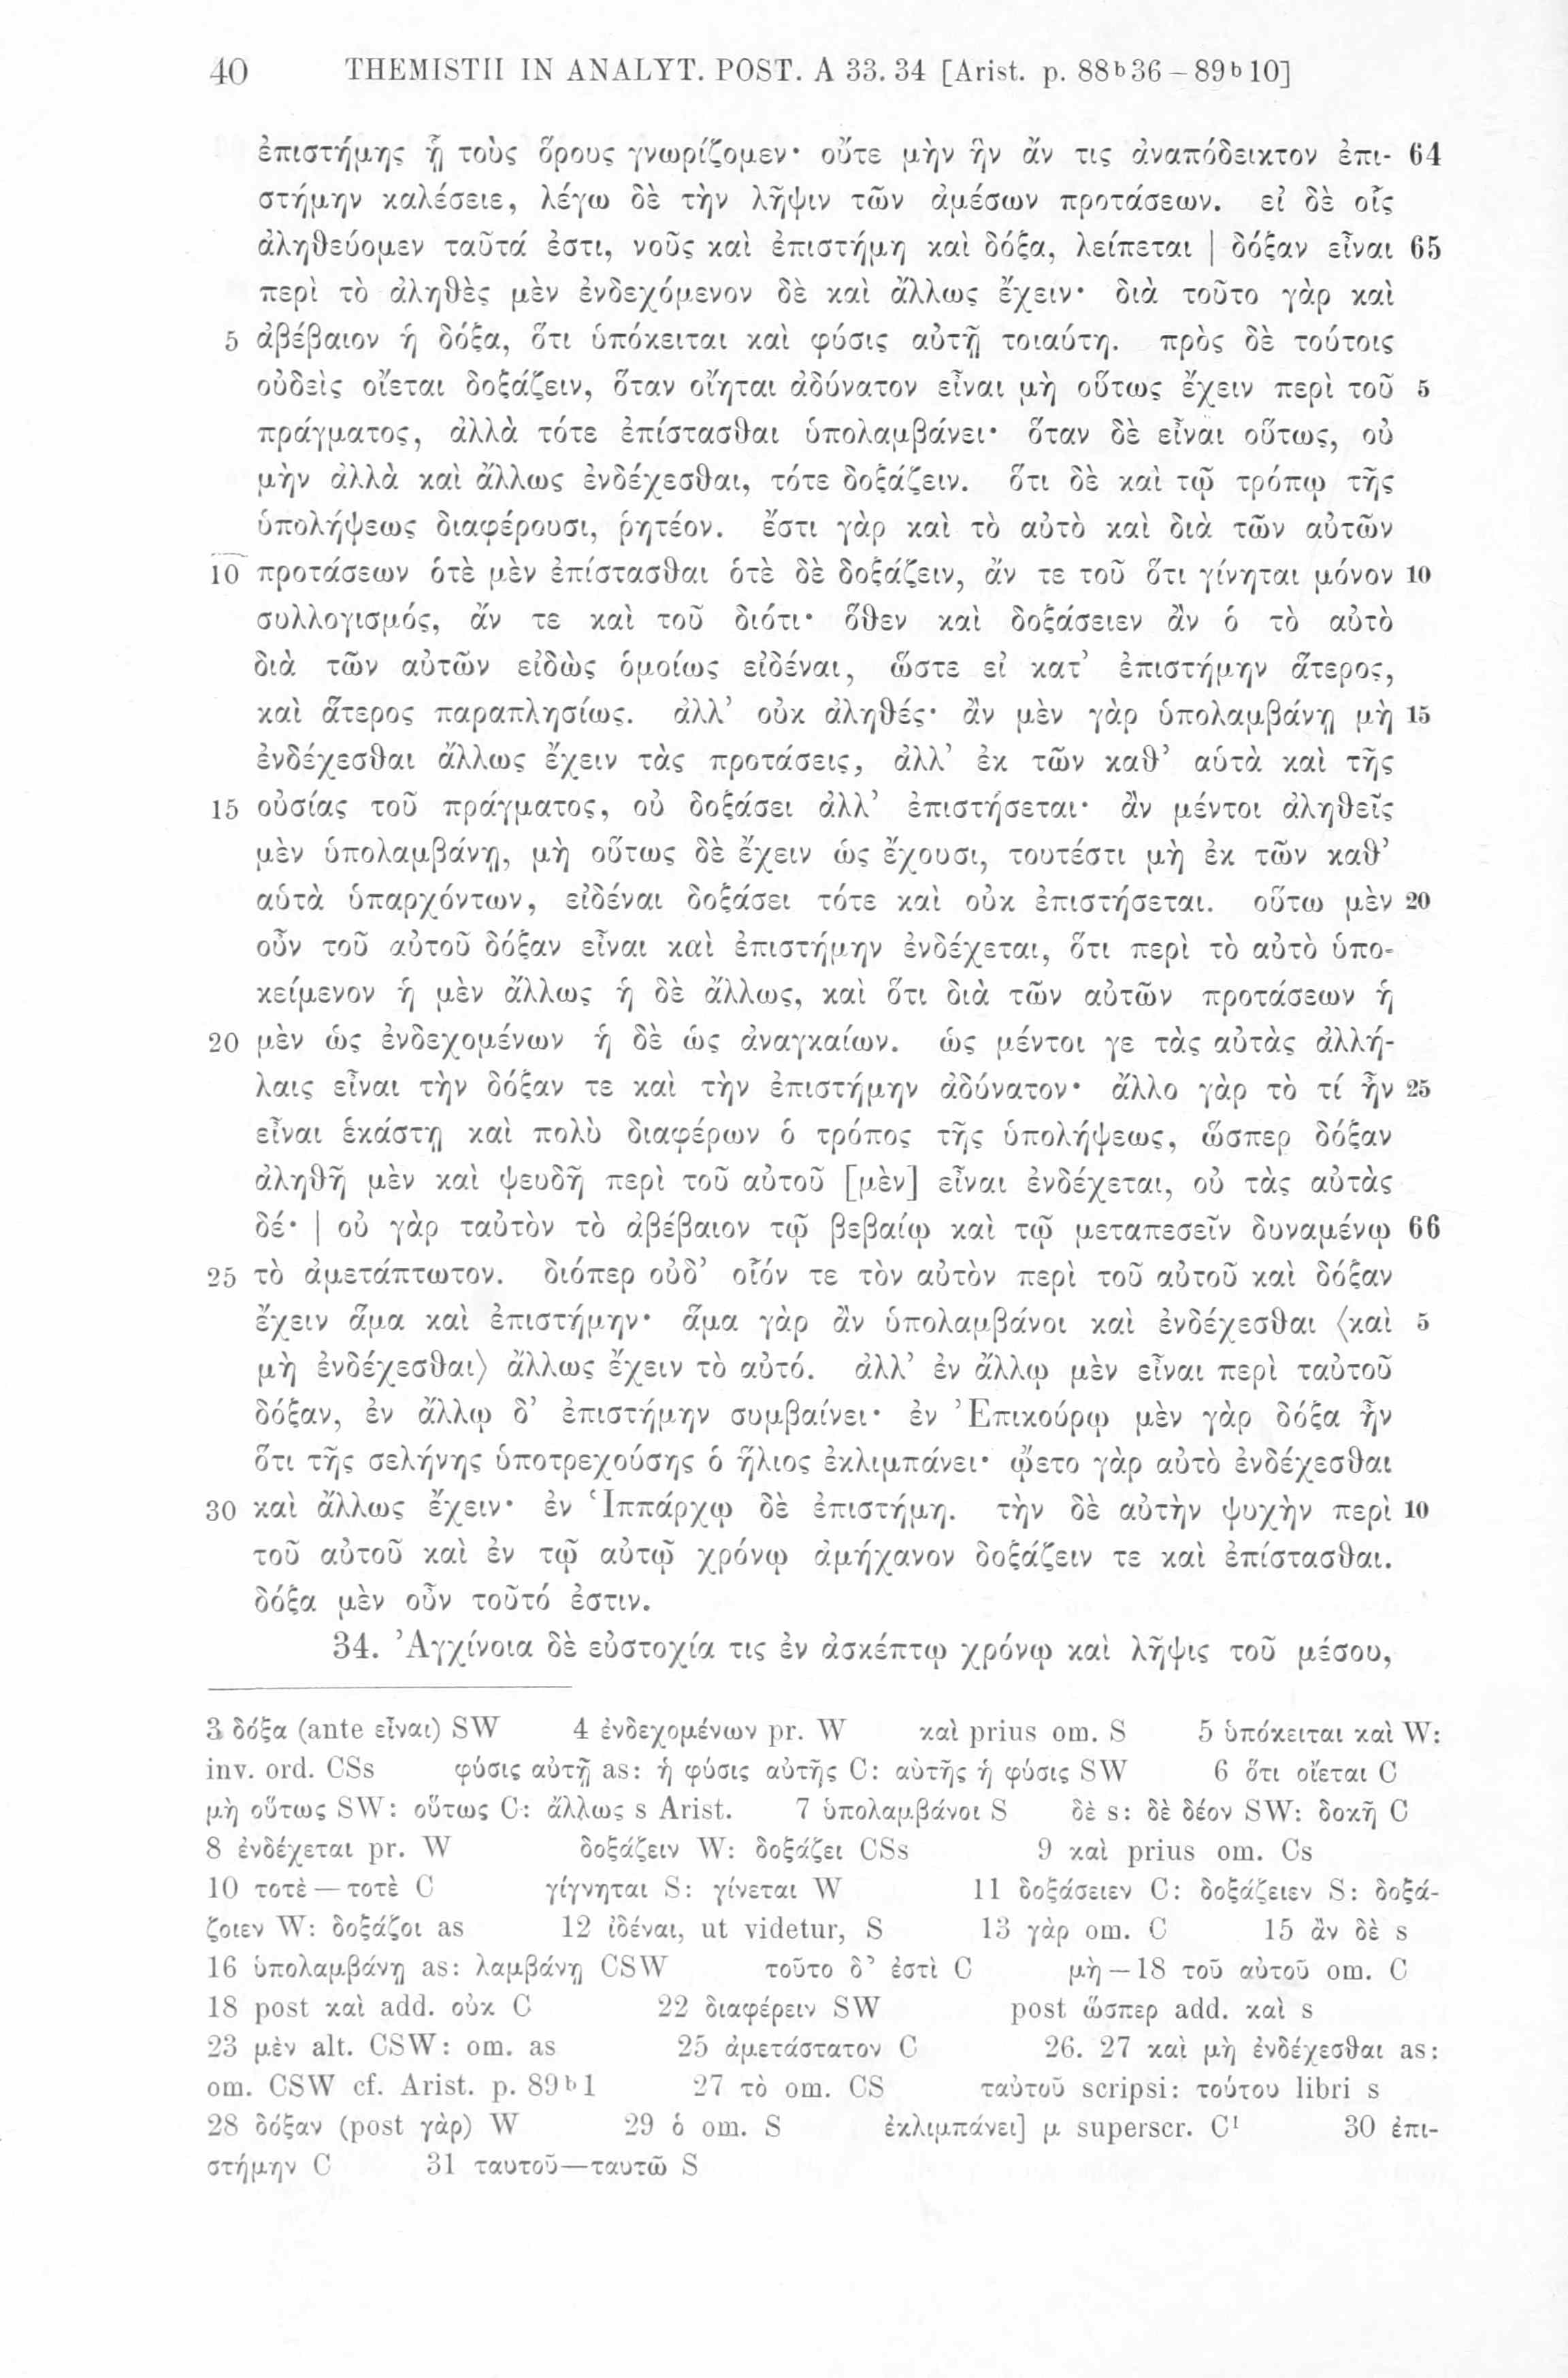 40 THEMISTII IN ANALYT. POST. A 33. 34 [Arist. p. 88ᵇ36 – 89ᵇ10]
ἐπιστήμης ᾗ τοὺς ὅρους γνωρίζομεν· οὔτε μὴν ἣν ἄν τις ἀναπόδεικτον ἐπι- 64
στήμην καλέσειε, λέγω δὲ τὴν λῆψιν τῶν ἀμέσων προτάσεων. εἰ δὲ οἷς
ἀληθεύομεν ταῦτά ἐστι, νοῦς καὶ ἐπιστήμη καὶ δόξα, λείπεται | δόξαν εἶναι 65
περὶ τὸ ἀληθὲς μὲν ἐνδεχόμενον δὲ καὶ ἄλλως ἔχειν· διὰ τοῦτο γὰρ καὶ
5 ἀβέβαιον ἡ δόξα, ὅτι ὑπόκειται καὶ φύσις αὐτῇ τοιαύτη. πρὸς δὲ τούτοις
οὐδεὶς οἴεται δοξάζειν, ὅταν οἴηται ἀδύνατον εἶναι μὴ οὕτως ἔχειν περὶ τοῦ 5
πράγματος, ἀλλὰ τότε ἐπίστασθαι ὑπολαμβάνει· ὅταν δὲ εἶναι οὕτως, οὐ
μὴν ἀλλὰ καὶ ἄλλως ἐνδέχεσθαι, τότε δοξάζειν. ὅτι δὲ καὶ τῷ τρόπῳ τῆς
ὑπολήψεως διαφέρουσι, ῥητέον. ἔστι γὰρ καὶ τὸ αὐτὸ καὶ διὰ τῶν αὐτῶν
10 προτάσεων ὁτὲ μὲν ἐπίστασθαι ὁτὲ δὲ δοξάζειν, ἄν τε τοῦ ὅτι γίνηται μόνον 10
συλλογισμός, ἄν τε καὶ τοῦ διότι· ὅθεν καὶ δοξάσειεν ἂν ὁ τὸ αὐτὸ
διὰ τῶν αὐτῶν εἰδὼς ὁμοίως εἰδέναι, ὥστε εἰ κατ’ ἐπιστήμην ἅτερος,
καὶ ἅτερος παραπλησίως. ἀλλ’ οὐκ ἀληθές· ἂν μὲν γὰρ ὑπολαμβάνῃ μὴ 15
ἐνδέχεσθαι ἄλλως ἔχειν τὰς προτάσεις, ἀλλ’ ἐκ τῶν καθ’ αὑτὰ καὶ τῆς
15 οὐσίας τοῦ πράγματος, οὐ δοξάσει ἀλλ’ ἐπιστήσεται· ἂν μέντοι ἀληθεῖς
μὲν ὑπολαμβάνῃ, μὴ οὕτως δὲ ἔχειν ὡς ἔχουσι, τουτέστι μὴ ἐκ τῶν καθ’
αὑτὰ ὑπαρχόντων, εἰδέναι δοξάσει τότε καὶ οὐκ ἐπιστήσεται. οὕτω μὲν 20
οὖν τοῦ αὐτοῦ δόξαν εἶναι καὶ ἐπιστήμην ἐνδέχεται, ὅτι περὶ τὸ αὐτὸ ὑπο-
κείμενον ἡ μὲν ἄλλως ἡ δὲ ἄλλως, καὶ ὅτι διὰ τῶν αὐτῶν προτάσεων ἡ
20 μὲν ὡς ἐνδεχομένων ἡ δὲ ὡς ἀναγκαίων. ὡς μέντοι γε τὰς αὐτὰς ἀλλή-
λαις εἶναι τὴν δόξαν τε καὶ τὴν ἐπιστήμην ἀδύνατον· ἄλλο γὰρ τὸ τί ἦν 25
εἶναι ἑκάστῃ καὶ πολὺ διαφέρων ὁ τρόπος τῆς ὑπολήψεως, ὥσπερ δόξαν
ἀληθῆ μὲν καὶ ψευδῆ περὶ τοῦ αὐτοῦ [μὲν] εἶναι ἐνδέχεται, οὐ τὰς αὐτὰς
δέ· | οὐ γὰρ ταὐτὸν τὸ ἀβέβαιον τῷ βεβαίῳ καὶ τῷ μεταπεσεῖν δυναμένῳ 66
25 τὸ ἀμετάπτωτον. διόπερ οὐδ’ οἷόν τε τὸν αὐτὸν περὶ τοῦ αὐτοῦ καὶ δόξαν
ἔχειν ἅμα καὶ ἐπιστήμην· ἅμα γὰρ ἂν ὑπολαμβάνοι καὶ ἐνδέχεσθαι ⟨καὶ 5
μὴ ἐνδέχεσθαι⟩ ἄλλως ἔχειν τὸ αὐτό. ἀλλ’ ἐν ἄλλῳ μὲν εἶναι περὶ ταὐτοῦ
δόξαν, ἐν ἄλλῳ δ’ ἐπιστήμην συμβαίνει· ἐν Ἐπικούρῳ μὲν γὰρ δόξα ἦν
ὅτι τῆς σελήνης ὑποτρεχούσης ὁ ἥλιος ἐκλιμπάνει· ᾤετο γὰρ αὐτὸ ἐνδέχεσθαι
30 καὶ ἄλλως ἔχειν· ἐν Ἱππάρχῳ δὲ ἐπιστήμη. τὴν δὲ αὐτὴν ψυχὴν περὶ 10
τοῦ αὐτοῦ καὶ ἐν τῷ αὐτῷ χρόνῳ ἀμήχανον δοξάζειν τε καὶ ἐπίστασθαι.
δόξα μὲν οὖν τοῦτό ἐστιν.
34. Ἀγχίνοια δὲ εὐστοχία τις ἐν ἀσκέπτῳ χρόνῳ καὶ λῆψις τοῦ μέσου,
3 δόξα (ante εἶναι) SW 4 ἐνδεχομένων pr. W καὶ prius om. S 5 ὑπόκειται καὶ W:
inv. ord. CSs φύσις αὐτῇ as: ἡ φύσις αὐτῆς C: αὐτῆς ἡ φύσις SW 6 ὅτι οἴεται C
μὴ οὕτως SW: οὕτως C: ἄλλως s Arist. 7 ὑπολαμβάνοι S δὲ s: δὲ δέον SW: δοκῇ C
8 ἐνδέχεται pr. W δοξάζειν W: δοξάζει CSs 9 καὶ prius om. Cs
10 τοτὲ — τοτὲ C γίγνηται S: γίνεται W 11 δοξάσειεν C: δοξάζειεν S: δοξά-
ζοιεν W: δοξάζοι as 12 ἰδέναι, ut videtur, S 13 γὰρ om. C 15 ἂν δὲ s
16 ὑπολαμβάνῃ as: λαμβάνῃ CSW τοῦτο δ’ ἐστὶ C μὴ — 18 τοῦ αὐτοῦ om. C
18 post καὶ add. οὐκ C 22 διαφέρειν SW post ὥσπερ add. καὶ s
23 μὲν alt. CSW: om. as 25 ἀμετάστατον C 26. 27 καὶ μὴ ἐνδέχεσθαι as:
om. CSW cf. Arist. p. 89ᵇ1 27 τὸ om. CS ταὐτοῦ scripsi: τούτου libri s
28 δόξαν (post γὰρ) W 29 ὁ om. S ἐκλιμπάνει] μ superscr. C¹ 30 ἐπι-
στήμην C 31 ταυτοῦ—ταυτῶ S